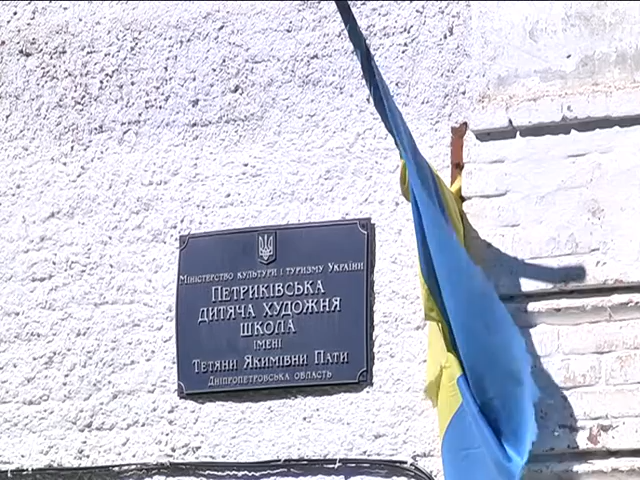 Міністерство культури і туризму України
Петриківська
дитяча художня
школа
імені
Тетяни Якимівни Пати
Дніпропетровська область